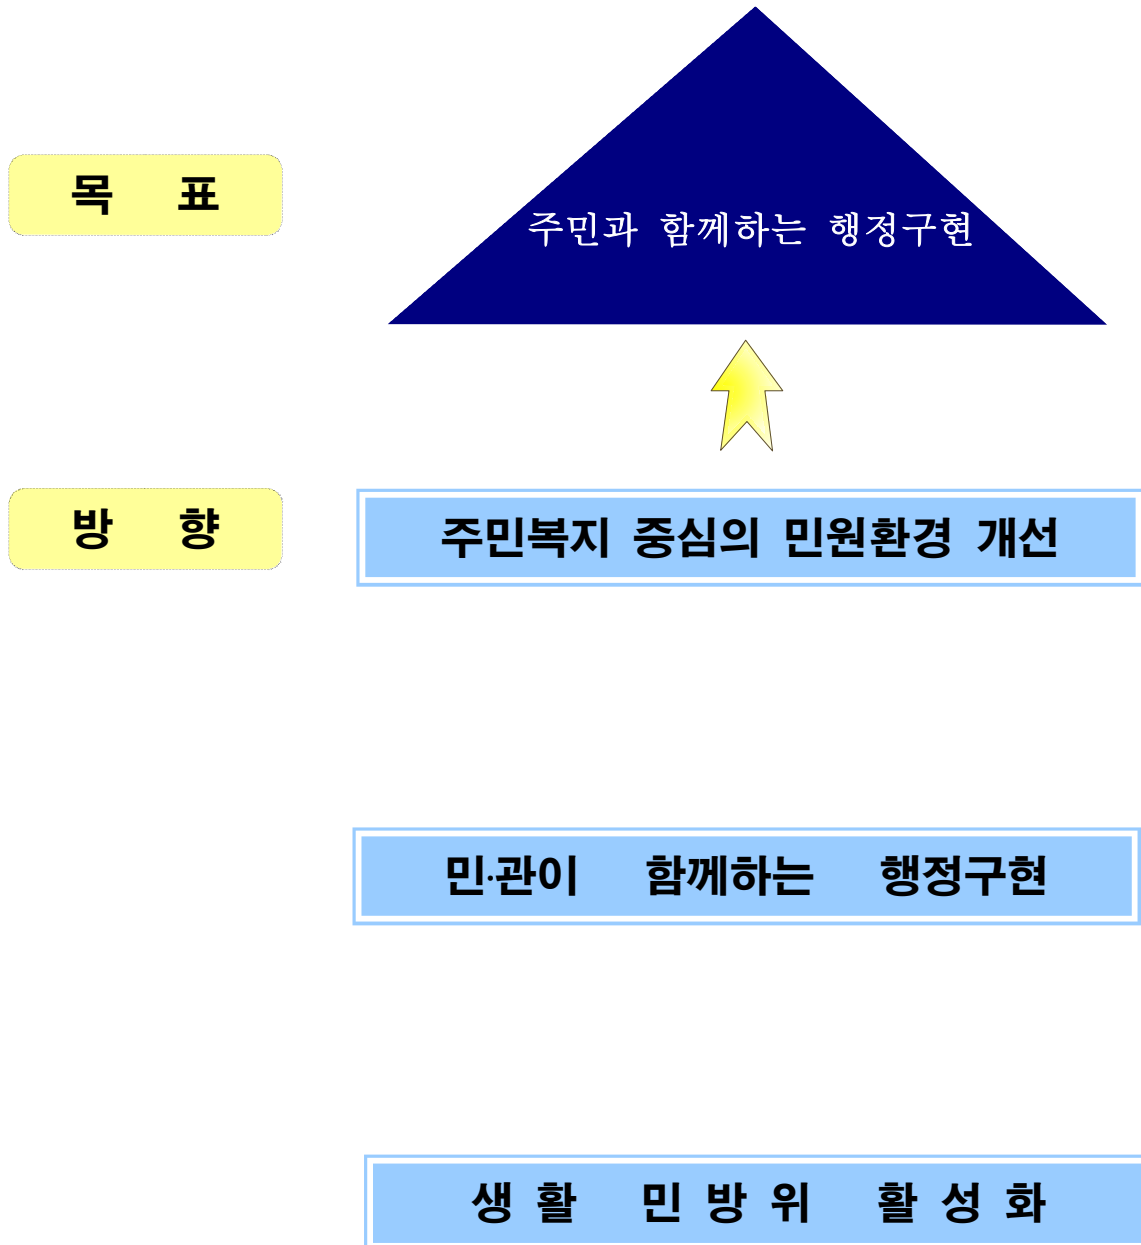 목 표
주민과 함께하는 행정구현
방 향
주민복지 중심의 민원환경 개선
민·관이 함께하는 행정구현
생 활 민 방 위 활 성 화